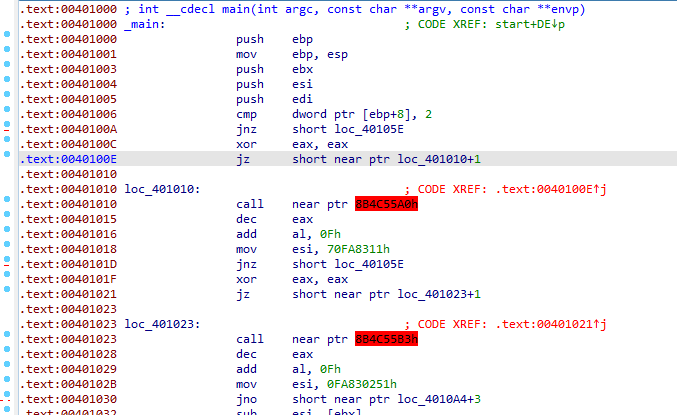 .text:00401000 ; int __cdecl main(int argc, const char **argv, const char **envp)
.text:00401000 _main: ; CODE XREF: start+DE↓p
.text:00401000 push ebp
.text:00401001 mov ebp, esp
.text:00401003 push ebx
.text:00401004 push esi
.text:00401005 push edi
.text:00401006 cmp dword ptr [ebp+8], 2
.text:0040100A jnz short loc_40105E
.text:0040100C xor eax, eax
.text:0040100E jz short near ptr loc_401010+1
.text:00401010
.text:00401010 loc_401010: ; CODE XREF: .text:0040100E↑j
.text:00401010 call near ptr 8B4C55A0h
.text:00401015 dec eax
.text:00401016 add al, 0Fh
.text:00401018 mov esi, 70FA8311h
.text:0040101D jnz short loc_40105E
.text:0040101F xor eax, eax
.text:00401021 jz short near ptr loc_401023+1
.text:00401023
.text:00401023 loc_401023: ; CODE XREF: .text:00401021↑j
.text:00401023 call near ptr 8B4C55B3h
.text:00401028 dec eax
.text:00401029 add al, 0Fh
.text:0040102B mov esi, 0FA830251h
.text:00401030 jno short near ptr loc_4010A4+3
.text:00401032 sub esi, [ebx]